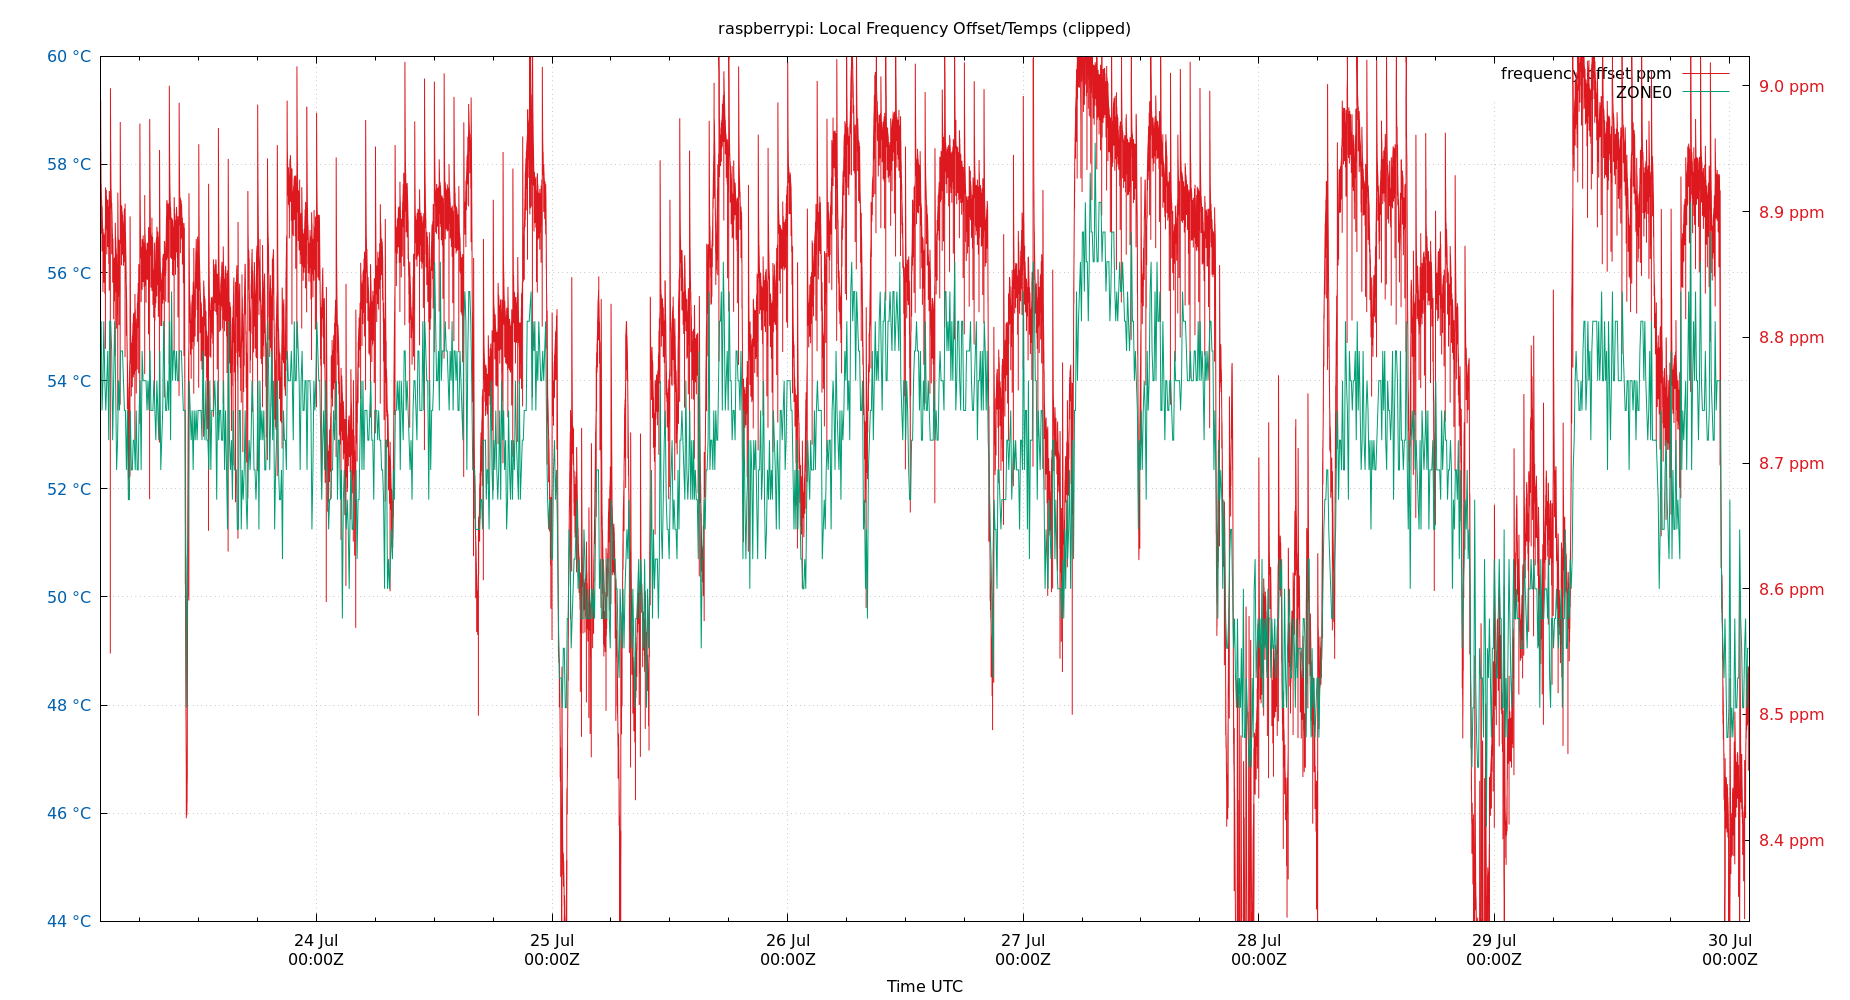 raspberrypi: Local Frequency Offset/Temps (clipped)
60 °C
58 °C
56 °C
54 °C
52 °C
50 °C
48 °C
46 °C
44 °C
frequency offset ppm
ZONE0
9.0 ppm
8.9 ppm
8.8 ppm
8.7 ppm
8.6 ppm
8.5 ppm
8.4 ppm
24 Jul
00:00Z
25 Jul
00:00Z
26 Jul
00:00Z
27 Jul
00:00Z
28 Jul
00:00Z
29 Jul
00:00Z
30 Jul
00:00Z
Time UTC